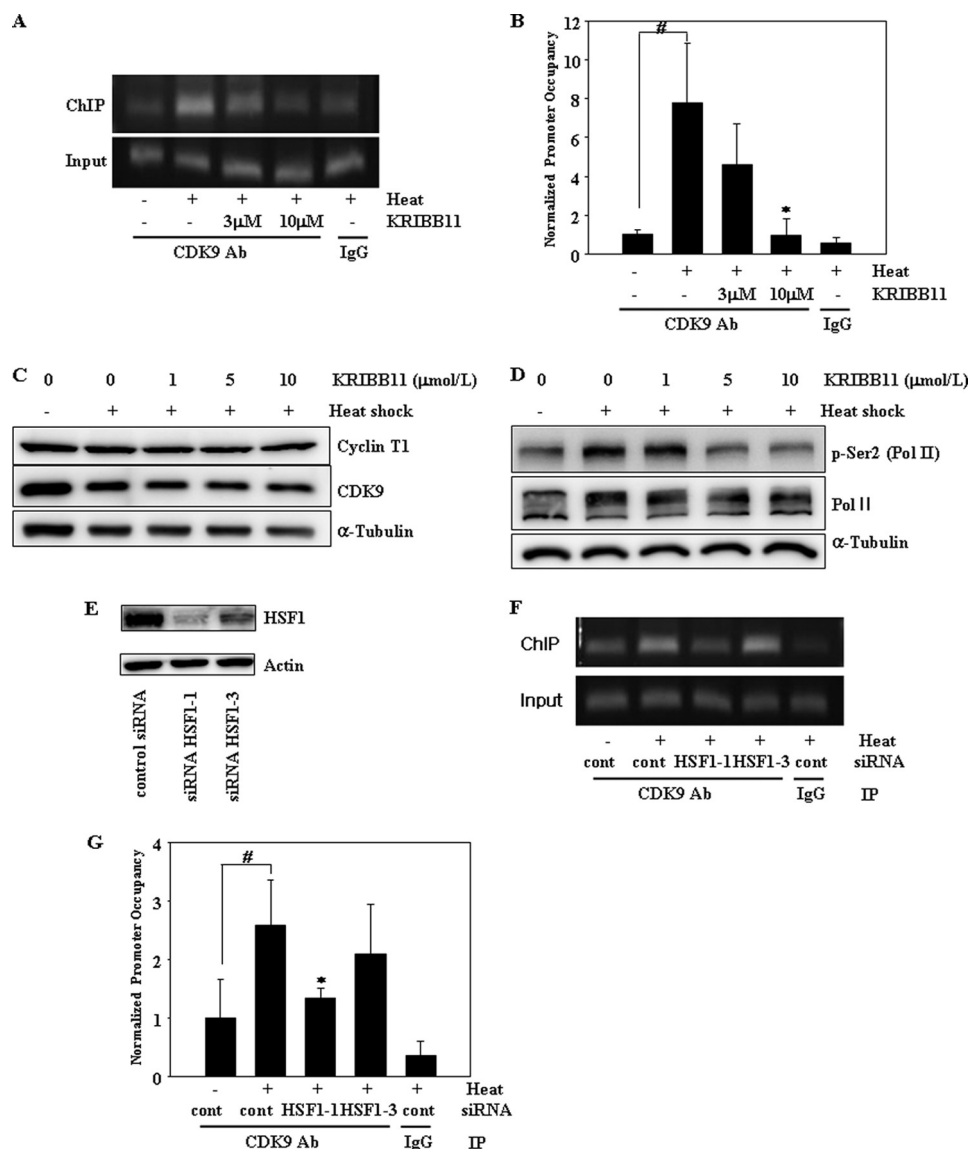 A
ChIP
Input
- + + + + Heat
- - 3μM 10μM - KRIBB11
CDK9 Ab IgG
B
Normalized Promoter Occupancy
12
10
8
6
4
2
0
#
*
- + + + + Heat
- - 3μM 10μM - KRIBB11
CDK9 Ab IgG
C
0 0 1 5 10 KRIBB11 (μmol/L)
- + + + + Heat shock
Cyclin T1
CDK9
α-Tubulin
D
0 0 1 5 10 KRIBB11 (μmol/L)
- + + + + Heat shock
p-Ser2 (Pol II)
Pol II
α-Tubulin
E
HSF1
Actin
control siRNA
siRNA HSF1-1
siRNA HSF1-3
F
ChIP
Input
- + + + + Heat
cont cont HSF1-1 HSF1-3 cont siRNA
CDK9 Ab IgG IP
G
Normalized Promoter Occupancy
4
3
2
1
0
#
*
- + + + + Heat
cont cont HSF1-1 HSF1-3 cont siRNA
CDK9 Ab IgG IP